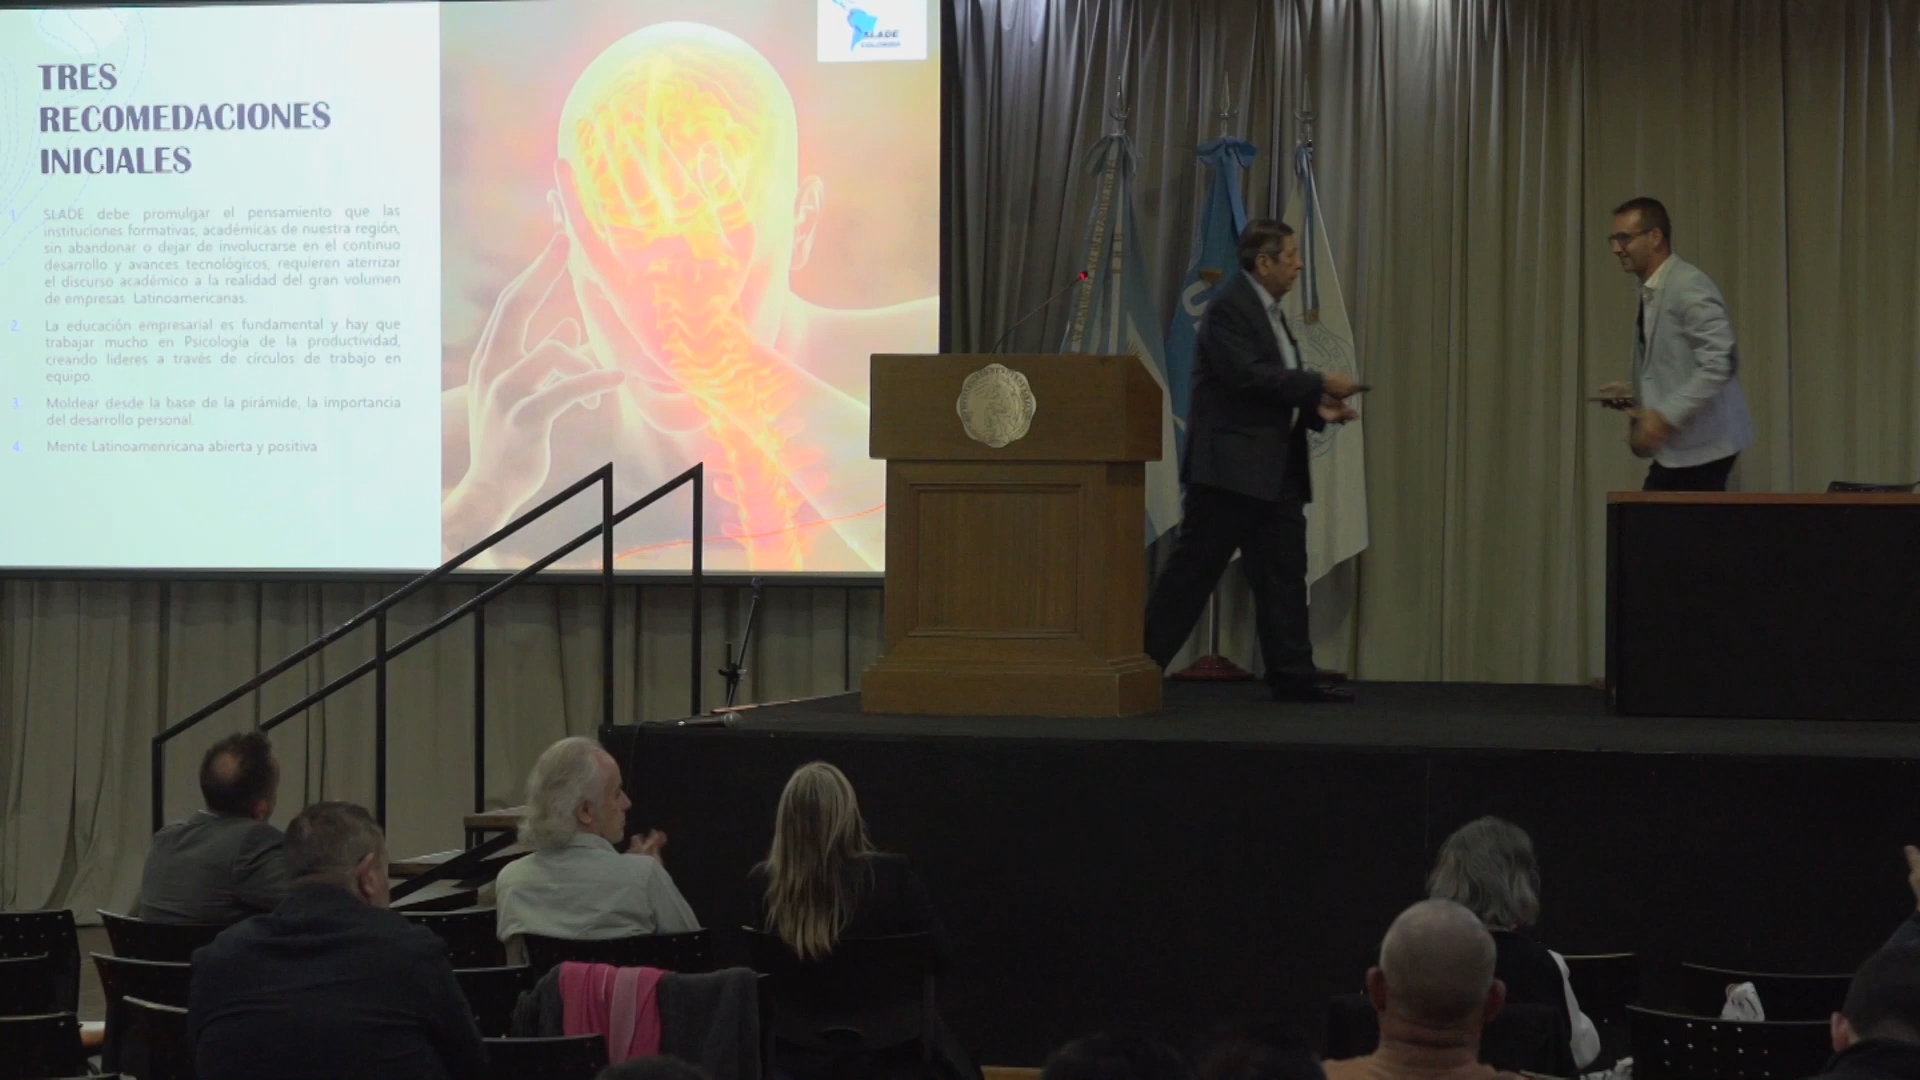 TRES
RECOMEDACIONES
INICIALES
1. SLADE debe promulgar el pensamiento que las
instituciones formativas, académicas de nuestra región,
sin abandonar o dejar de involucrarse en el continuo
desarrollo y avances tecnológicos, requieren aterrizar
el discurso académico a la realidad del gran volumen
de empresas Latinoamericanas.
2. La educación empresarial es fundamental y hay que
trabajar mucho en Psicología de la productividad,
creando lideres a través de círculos de trabajo en
equipo.
3. Moldear desde la base de la pirámide, la importancia
del desarrollo personal.
4. Mente Latinoamenricana abierta y positiva
SLADE
COLOMBIA